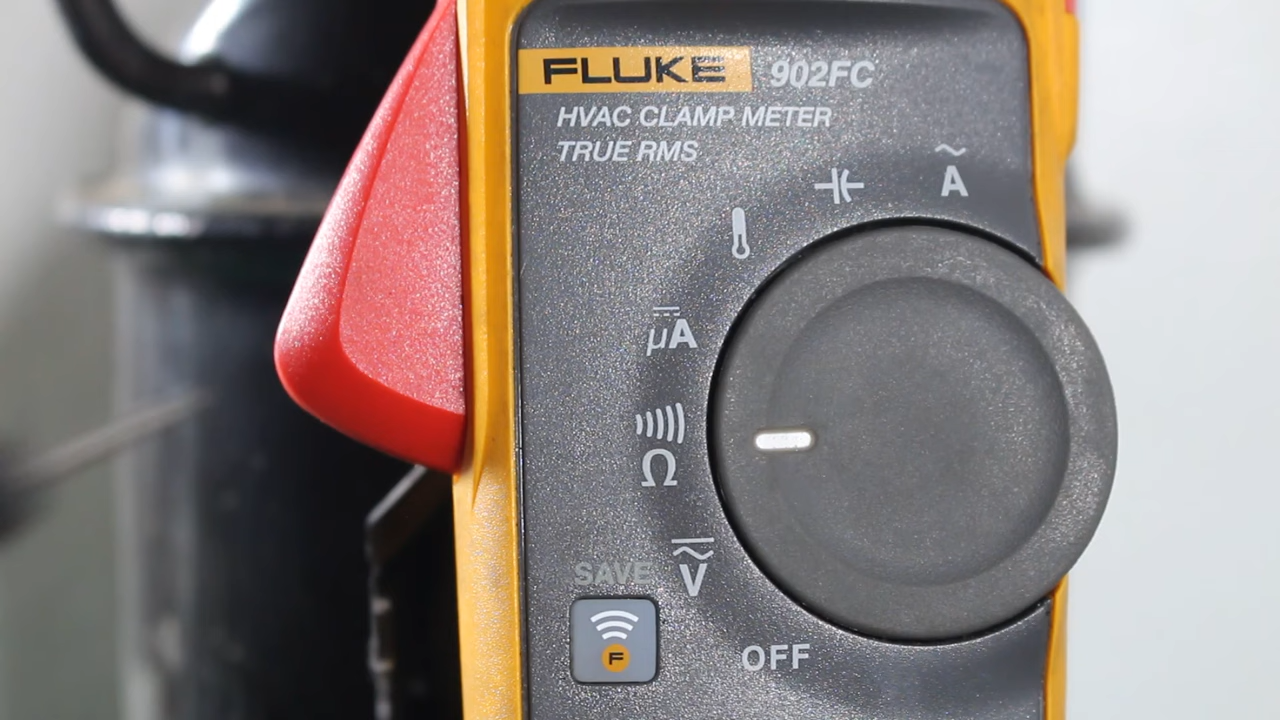 FLUKE 902FC
HVAC CLAMP METER
TRUE RMS
Ã
µA
Ω
V
SAVE
F
OFF